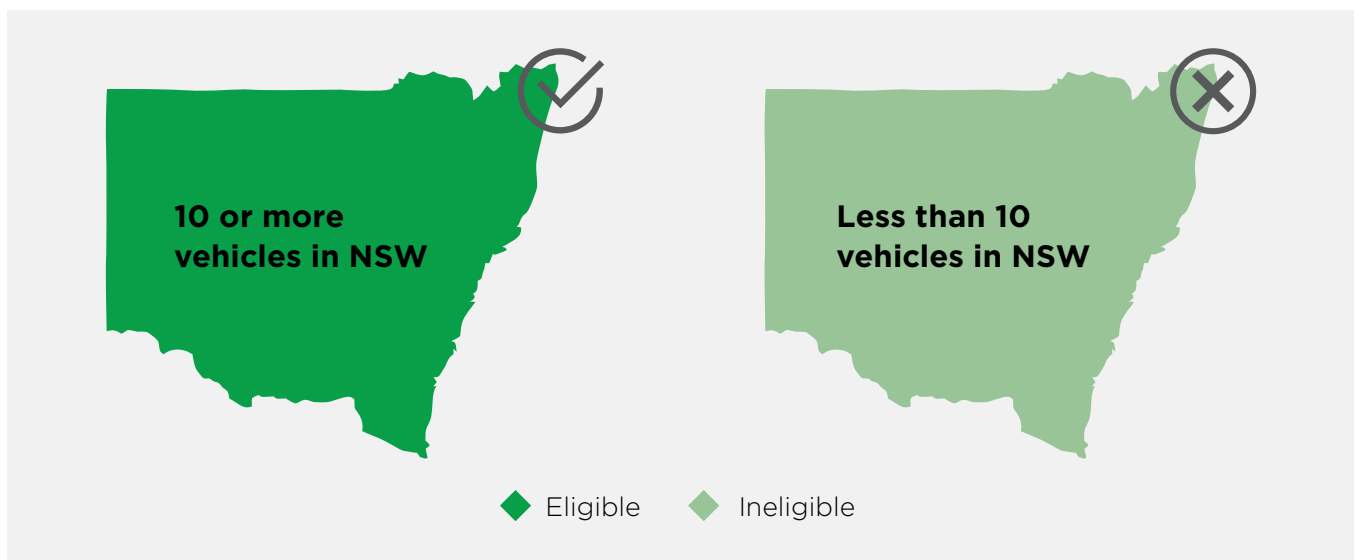 10 or more
vehicles in NSW
Less than 10
vehicles in NSW
Eligible
Ineligible